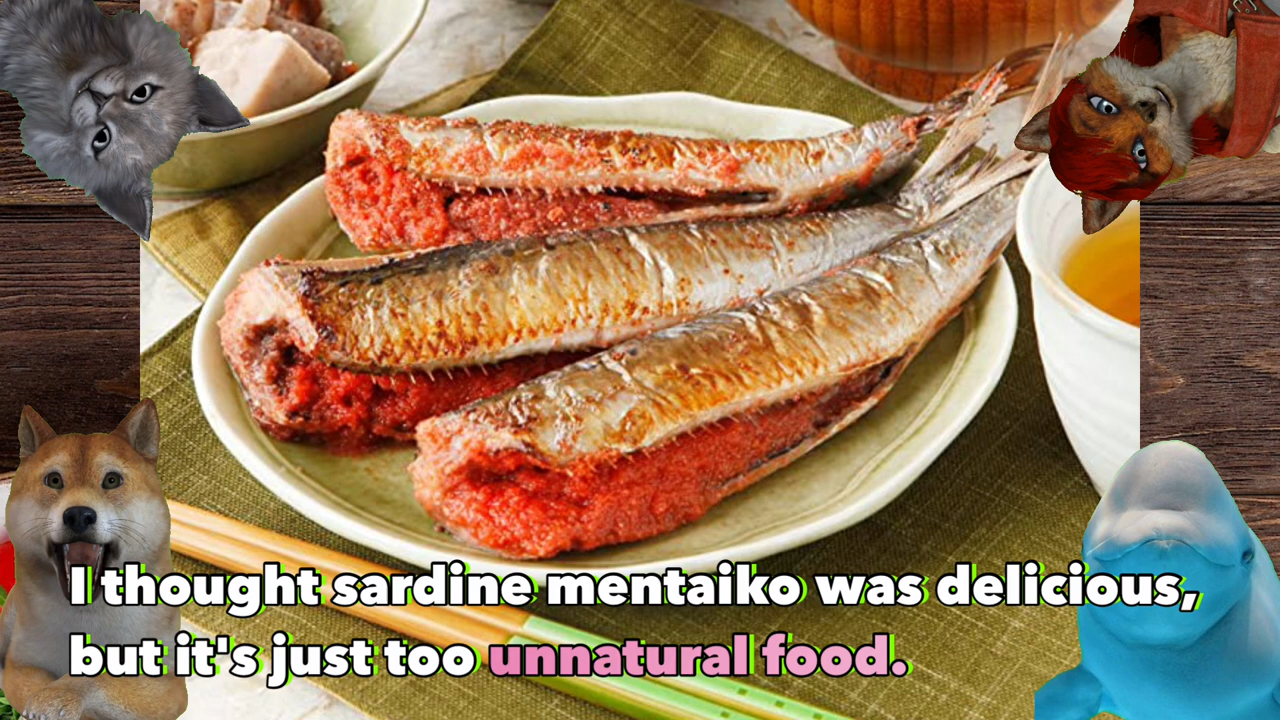 I thought sardine mentaiko was delicious,
but it's just too unnatural food.